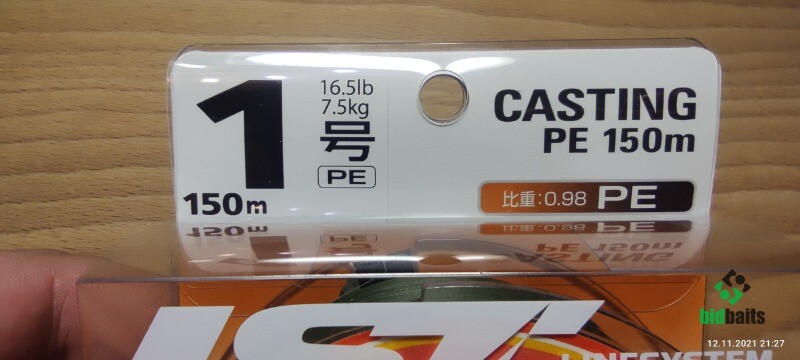 1
16.5lb
7.5kg
号
PE
150m
CASTING
PE 150m
比重:0.98 PE
LINESYSTEM
bidbaits
12.11.2021 21:27